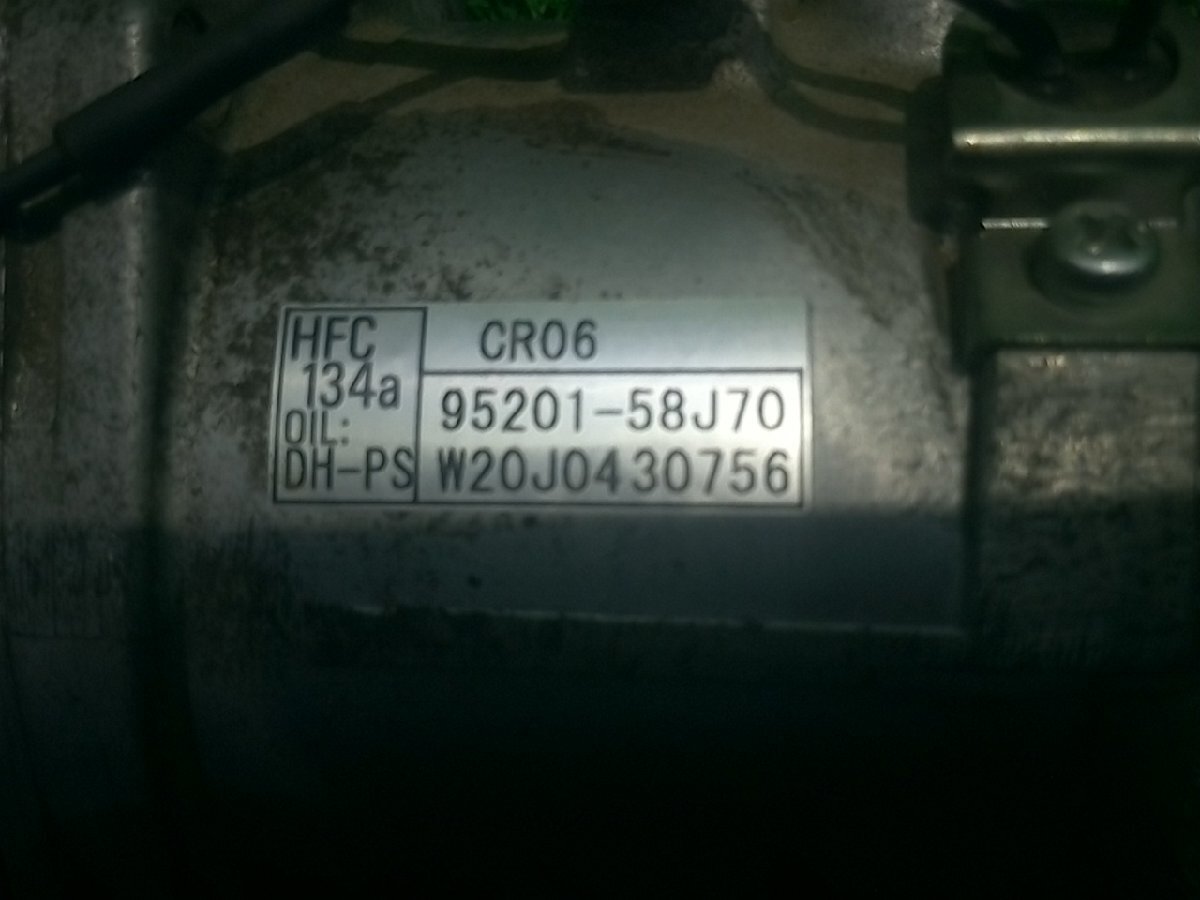 HFC
134a
OIL:
DH-PS
CR06
95201-58J70
W20J0430756